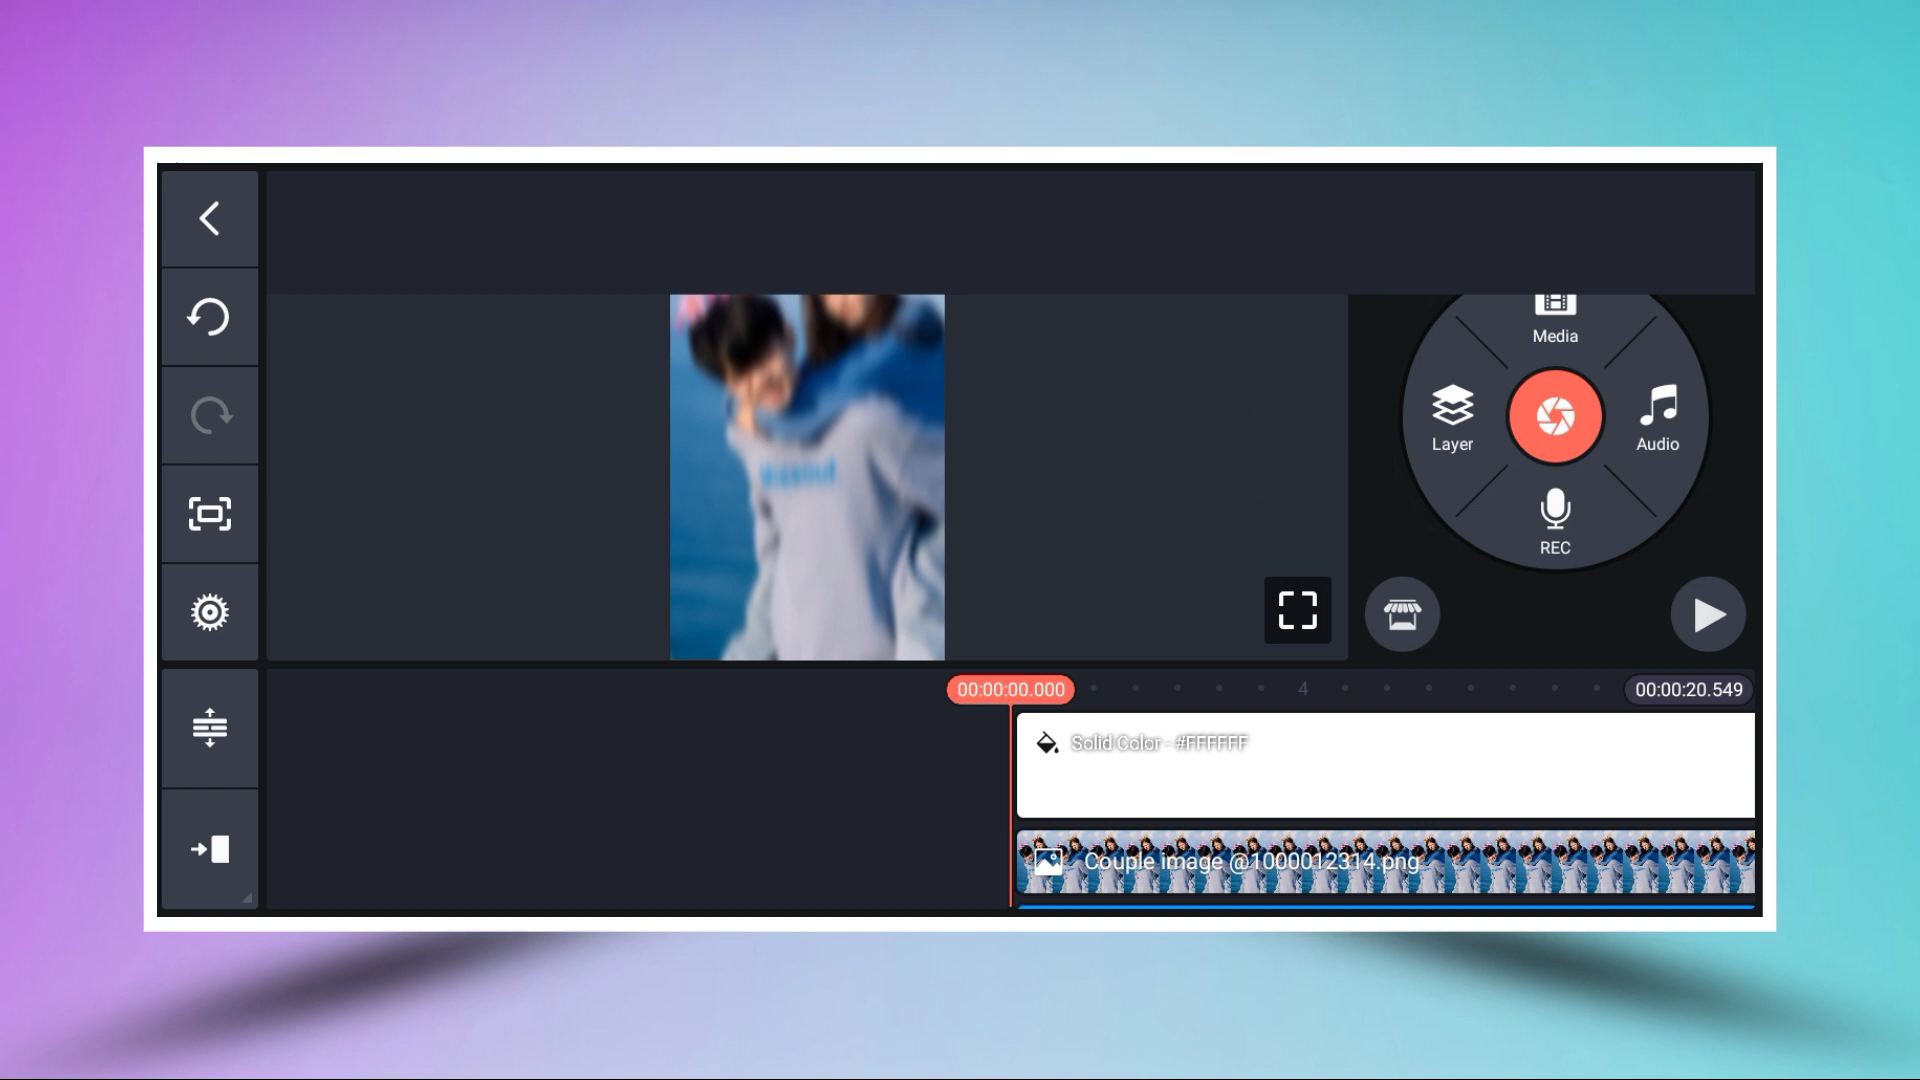 Media
Layer
Audio
REC
00:00:00.000
4
00:00:20.549
Solid Color - #FFFFFF
Couple image @1000012314.png